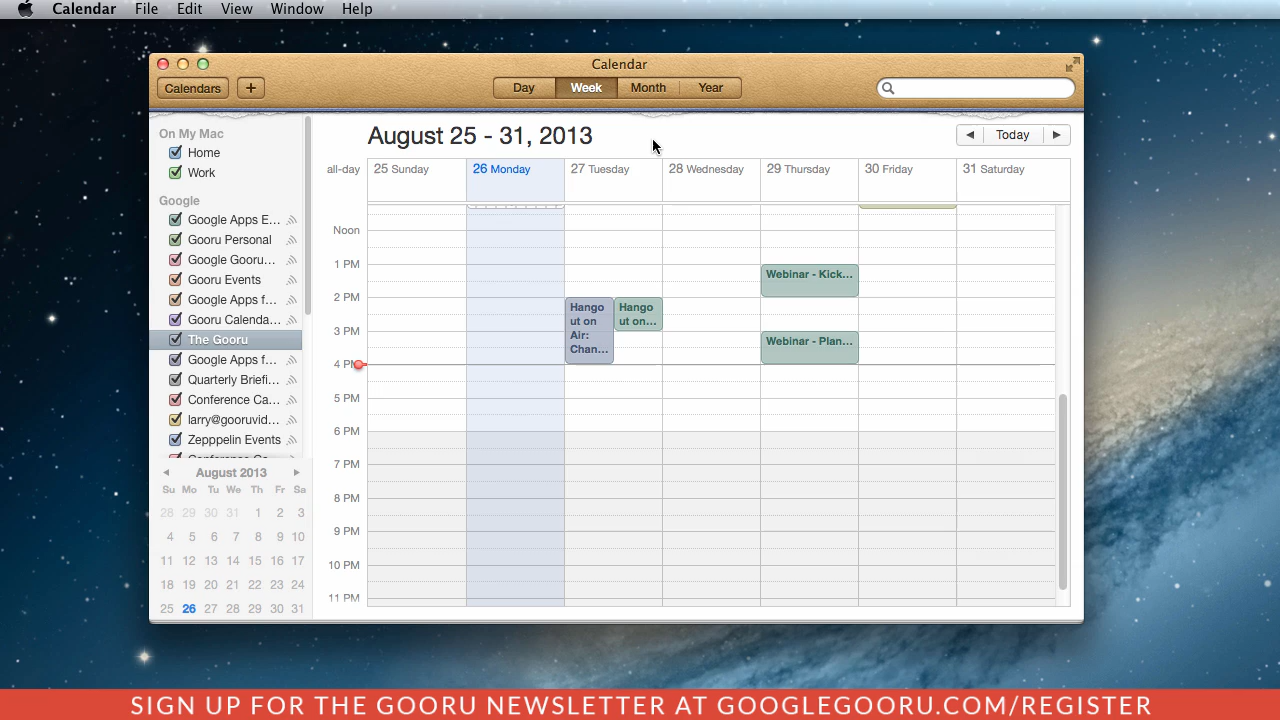 Calendar File Edit View Window Help
Calendar
Calendars + Day Week Month Year
August 25 - 31, 2013
Today
On My Mac
Home
Work
Google
Google Apps E...
Gooru Personal
Google Gooru...
Gooru Events
Google Apps f...
Gooru Calenda...
The Gooru
Google Apps f...
Quarterly Briefi...
Conference Ca...
larry@gooruvid...
Zepppelin Events
August 2013
Su Mo Tu We Th Fr Sa
28 29 30 31 1 2 3
4 5 6 7 8 9 10
11 12 13 14 15 16 17
18 19 20 21 22 23 24
25 26 27 28 29 30 31
all-day 25 Sunday 26 Monday 27 Tuesday 28 Wednesday 29 Thursday 30 Friday 31 Saturday
Noon
1 PM
2 PM
3 PM
4 PM
5 PM
6 PM
7 PM
8 PM
9 PM
10 PM
11 PM
Hango
ut on
Air:
Chan...
Hango
ut on...
Webinar - Kick...
Webinar - Plan...
SIGN UP FOR THE GOORU NEWSLETTER AT GOOGLEGOORU.COM/REGISTER